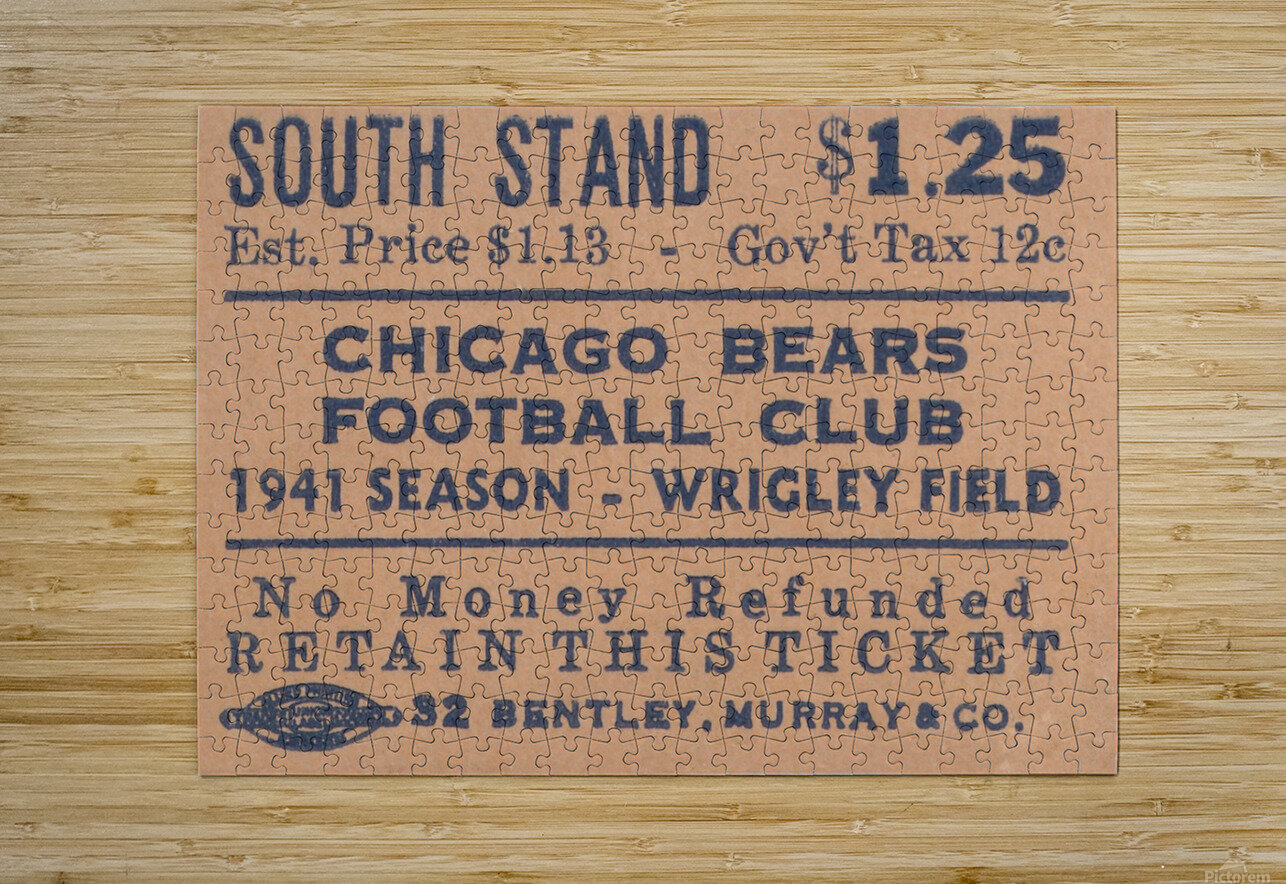 SOUTH STAND $1.25
Est. Price $1.13 - Gov't Tax 12c
CHICAGO BEARS
FOOTBALL CLUB
1941 SEASON - WRIGLEY FIELD
No Money Refunded
RETAIN THIS TICKET
32 BENTLEY, MURRAY & CO.
Pictorem